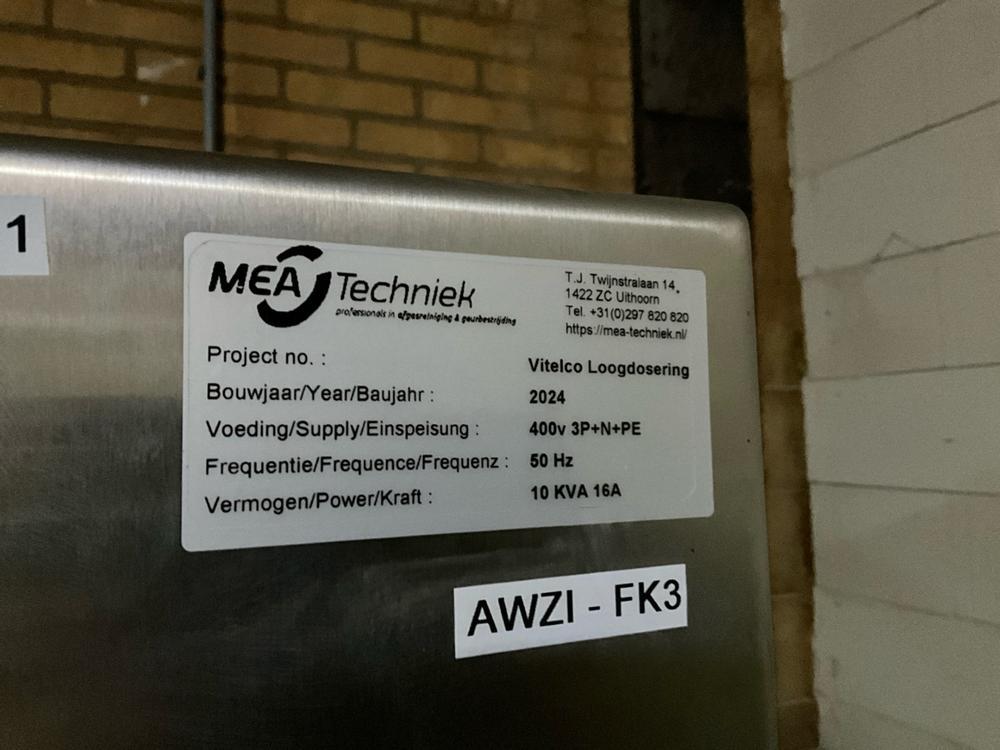 1
MEA Techniek
professionals in afgasreiniging & geurbestrijding
T.J. Twijnstralaan 14,
1422 ZC Uithoorn
Tel. +31(0)297 820 820
https://mea-techniek.nl/
Project no. : Vitelco Loogdosering
Bouwjaar/Year/Baujahr : 2024
Voeding/Supply/Einspeisung : 400v 3P+N+PE
Frequentie/Frequence/Frequenz : 50 Hz
Vermogen/Power/Kraft : 10 KVA 16A
AWZI - FK3